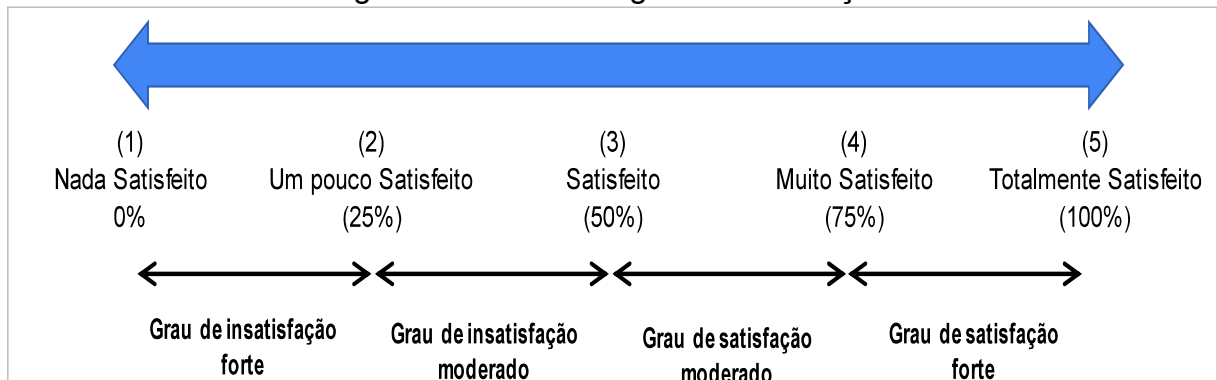 (1) (2) (3) (4) (5)
Nada Satisfeito Um pouco Satisfeito Satisfeito Muito Satisfeito Totalmente Satisfeito
0% (25%) (50%) (75%) (100%)
Grau de insatisfação Grau de insatisfação Grau de satisfação Grau de satisfação
forte moderado moderado forte